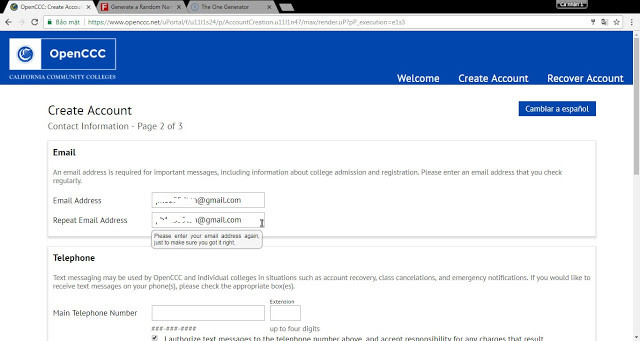 OpenCCC: Create Account
Generate a Random Nam
The One Generator
Cá nhân 1
Bảo mật
https://www.openccc.net/uPortal/f/u11l1s24/p/AccountCreation.u11l1n47/max/render.uP?pP_execution=e1s3
OpenCCC
CALIFORNIA COMMUNITY COLLEGES
Welcome Create Account Recover Account
Create Account
Cambiar a español
Contact Information - Page 2 of 3
Email
An email address is required for important messages, including information about college admission and registration. Please enter an email address that you check
regularly.
Email Address @gmail.com
Repeat Email Address @gmail.com
Please enter your email address again,
just to make sure you got it right.
Telephone
Text messaging may be used by OpenCCC and individual colleges in situations such as account recovery, class cancelations, and emergency notifications. If you would like to
receive text messages on your phone(s), please check the appropriate box(es).
Extension
Main Telephone Number
###-###-#### up to four digits
I authorize text messages to the telephone number above, and accept responsibility for any charges that result